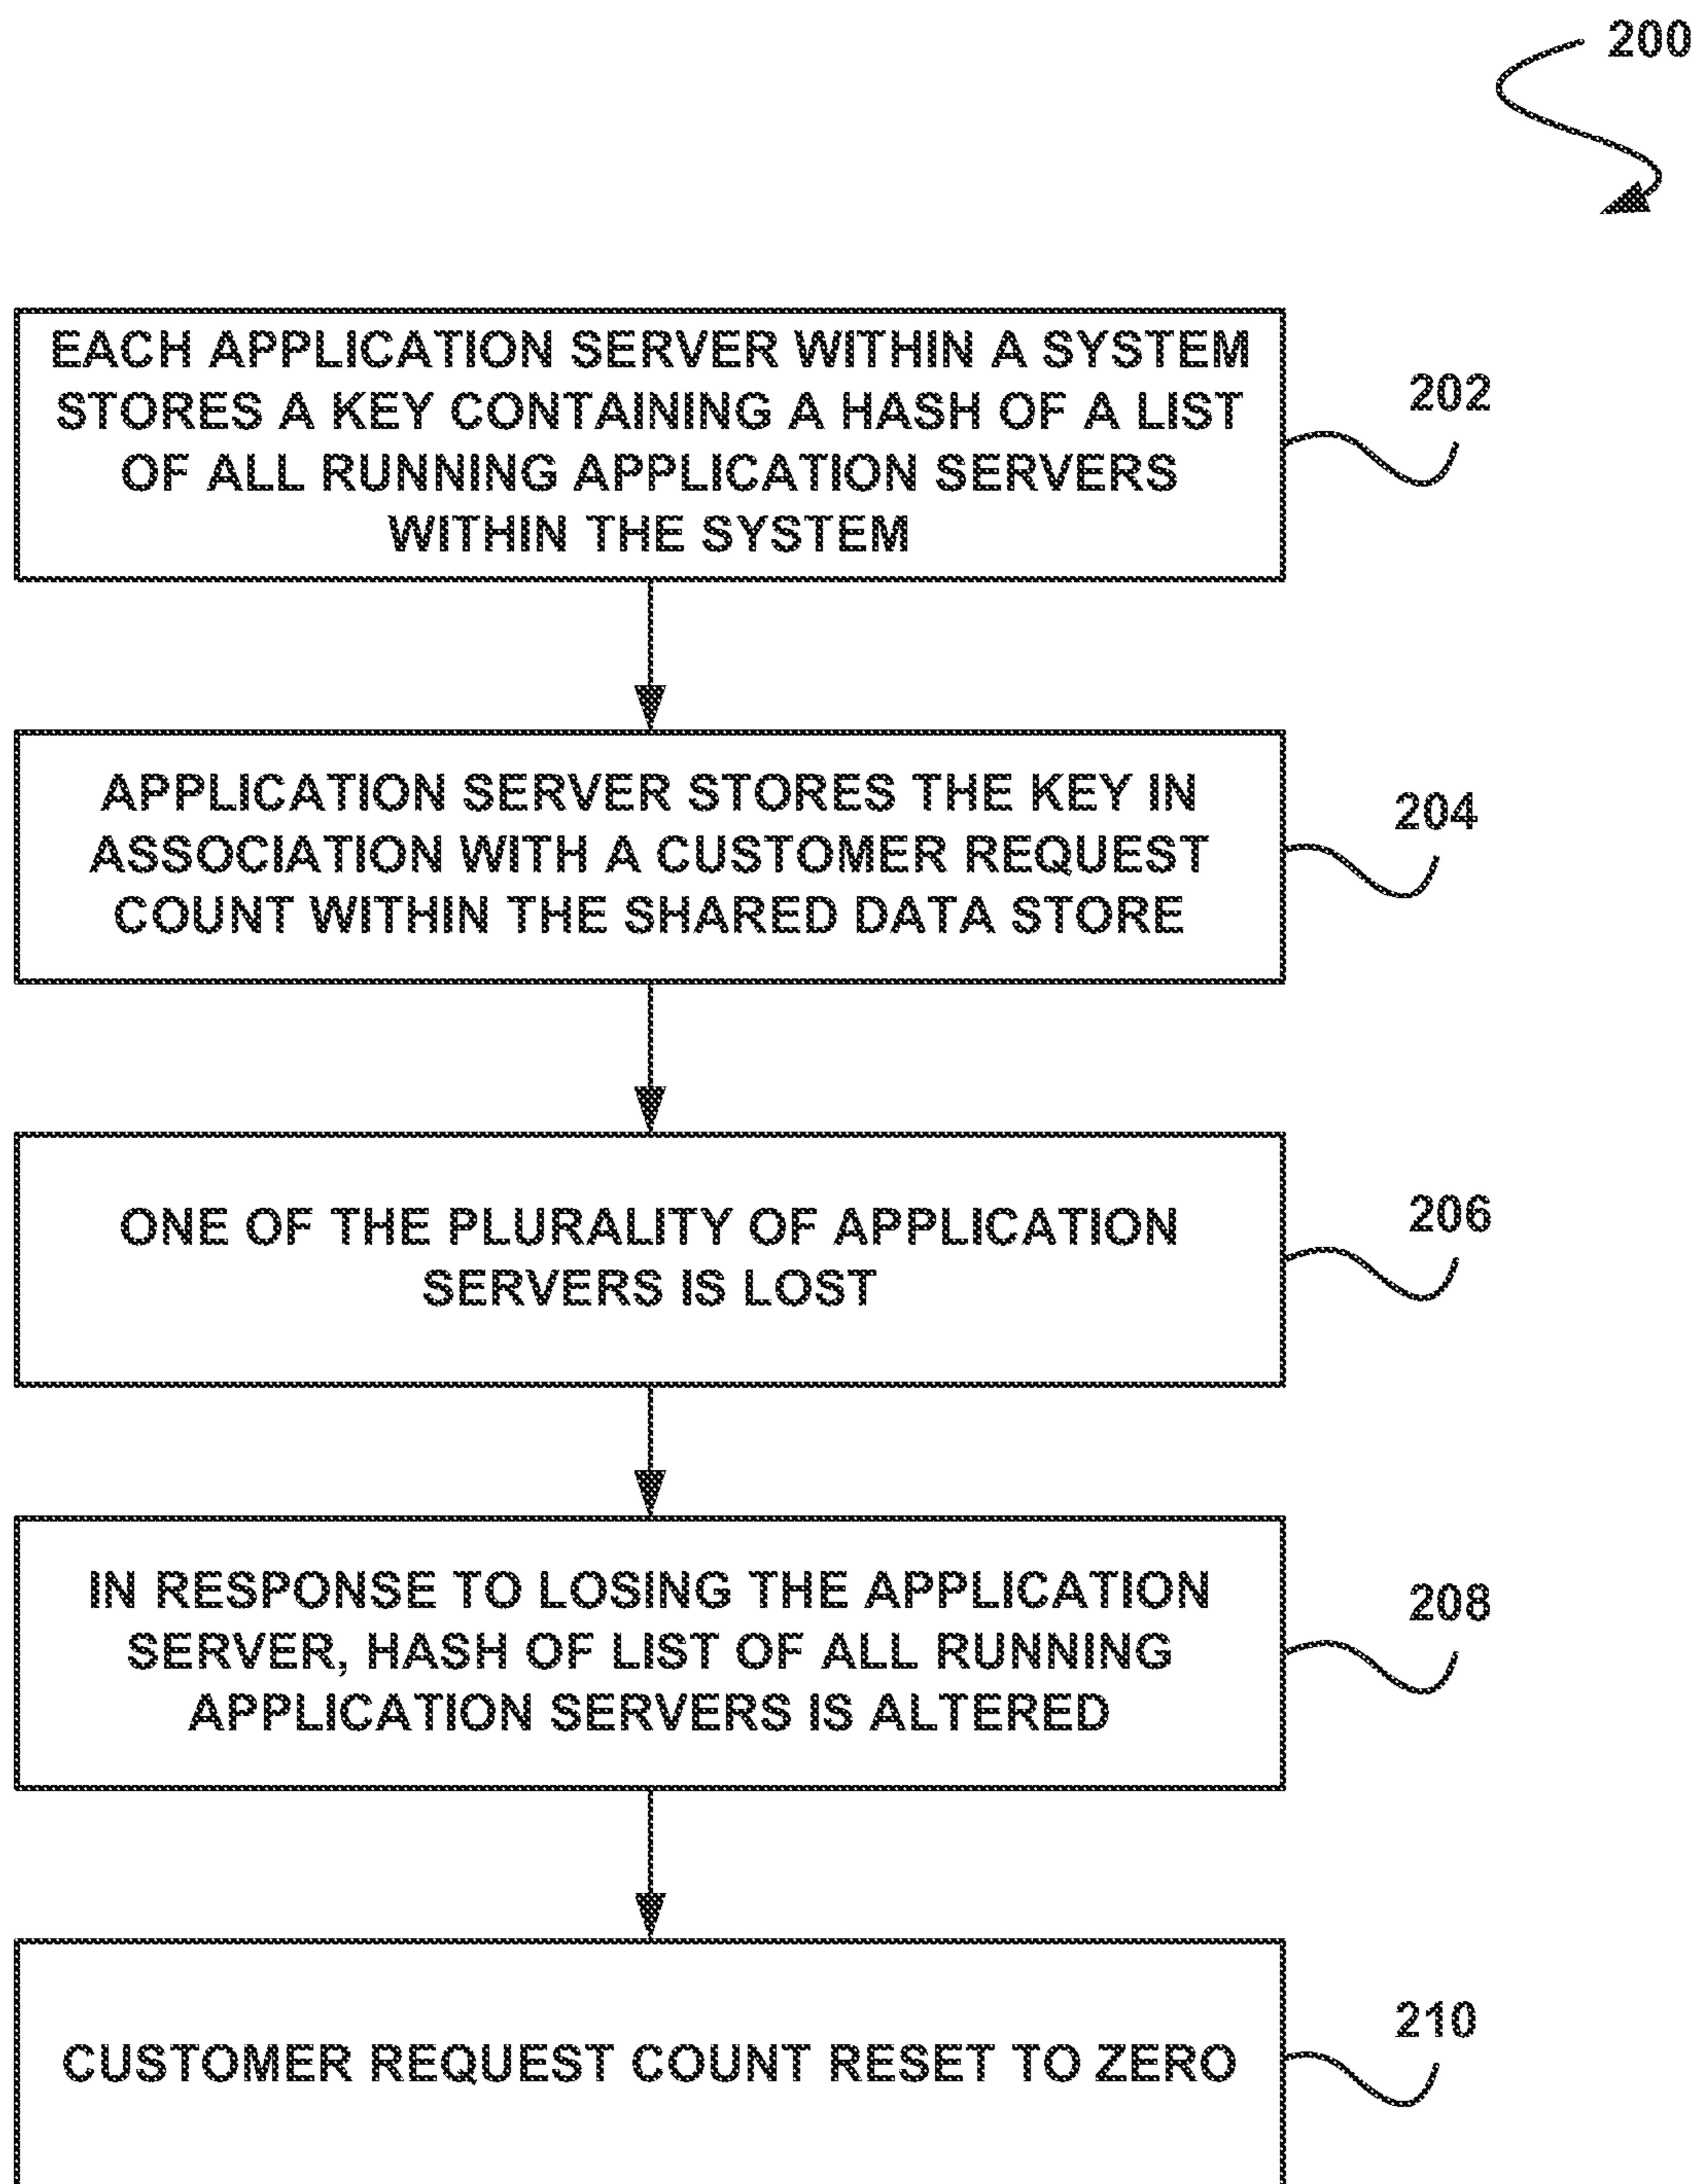 200
EACH APPLICATION SERVER WITHIN A SYSTEM
STORES A KEY CONTAINING A HASH OF A LIST
OF ALL RUNNING APPLICATION SERVERS
WITHIN THE SYSTEM
202
APPLICATION SERVER STORES THE KEY IN
ASSOCIATION WITH A CUSTOMER REQUEST
COUNT WITHIN THE SHARED DATA STORE
204
ONE OF THE PLURALITY OF APPLICATION
SERVERS IS LOST
206
IN RESPONSE TO LOSING THE APPLICATION
SERVER, HASH OF LIST OF ALL RUNNING
APPLICATION SERVERS IS ALTERED
208
CUSTOMER REQUEST COUNT RESET TO ZERO
210